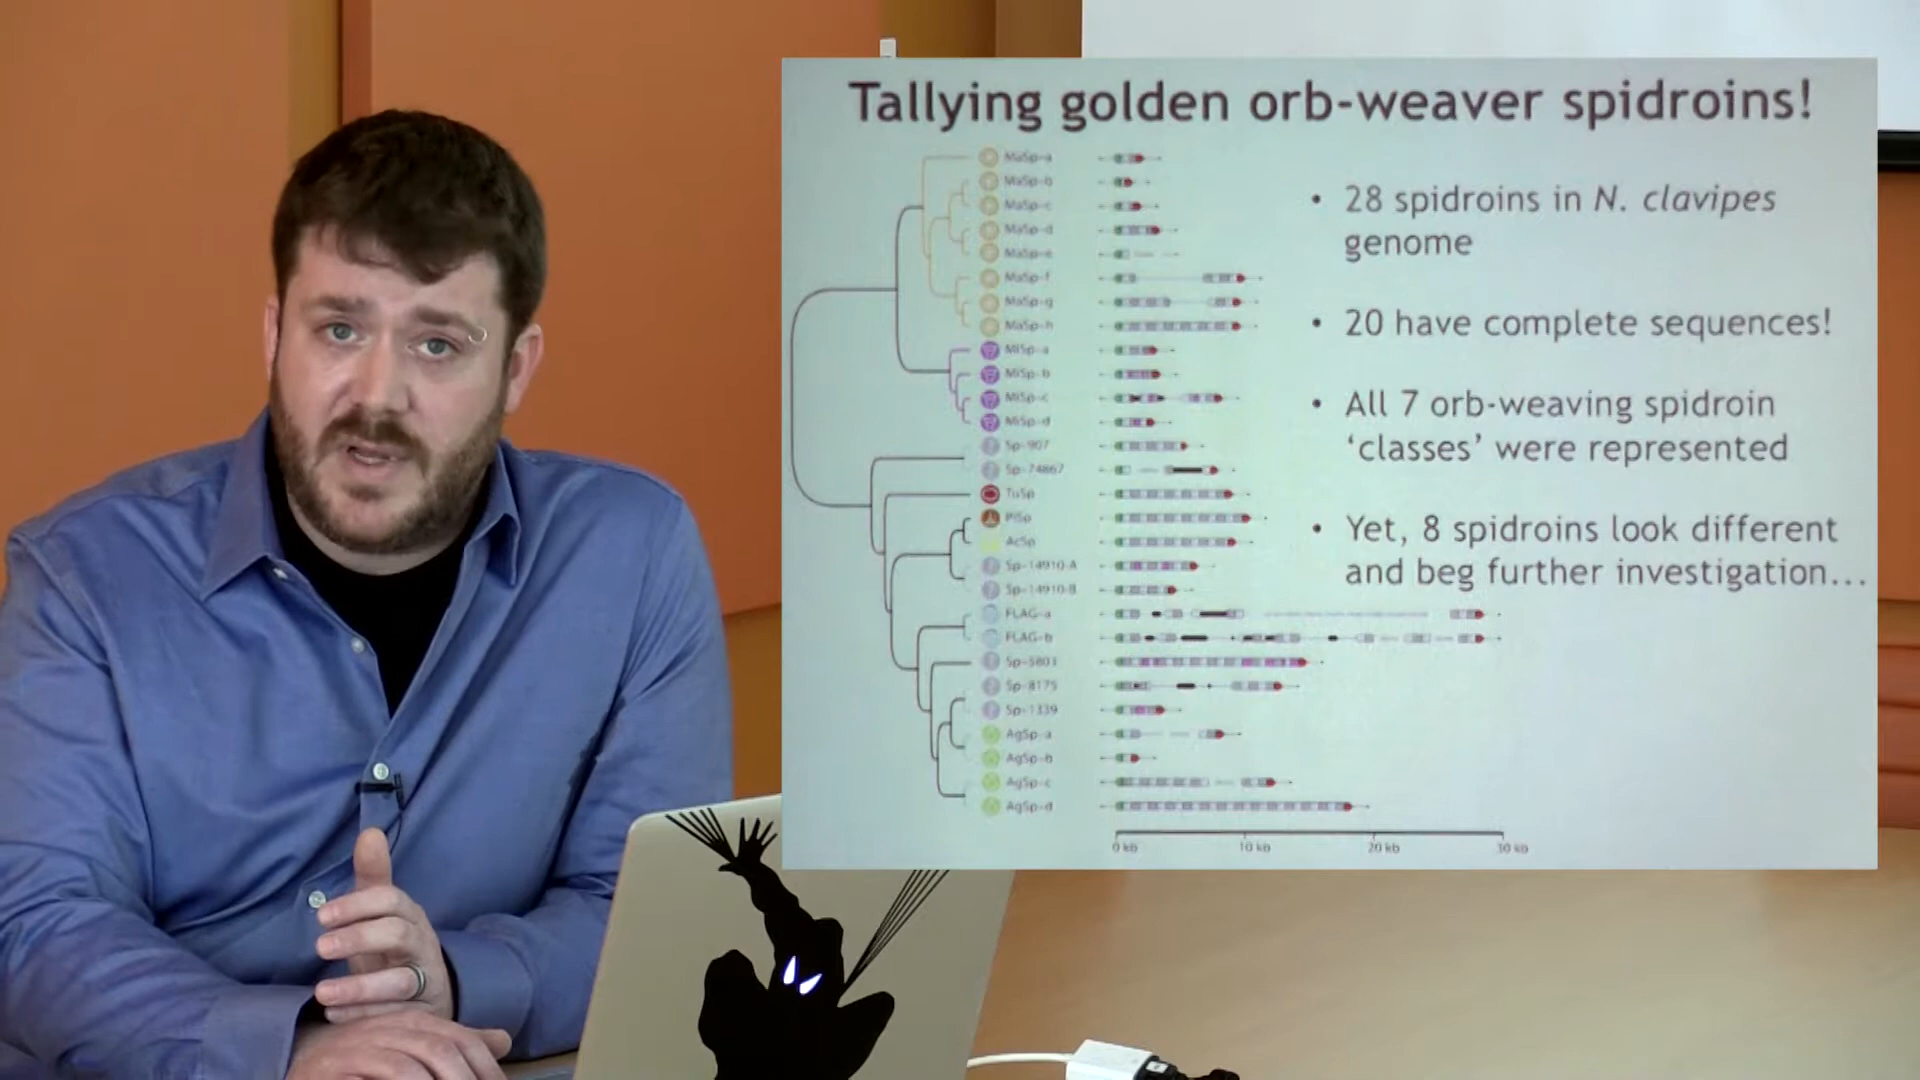 Tallying golden orb-weaver spidroins!
MaSp-a
MaSp-b
MaSp-c
MaSp-d
MaSp-e
MaSp-f
MaSp-g
MaSp-h
MiSp-a
MiSp-b
MiSp-c
MiSp-d
Sp-907
Sp-74867
TuSp
PiSp
AcSp
Sp-14910-A
Sp-14910-B
FLAG-a
FLAG-b
Sp-5803
Sp-8175
Sp-1339
AgSp-a
AgSp-b
AgSp-c
AgSp-d
0 kb 10 kb 20 kb 30 kb
• 28 spidroins in N. clavipes
genome
• 20 have complete sequences!
• All 7 orb-weaving spidroin
‘classes’ were represented
• Yet, 8 spidroins look different
and beg further investigation...